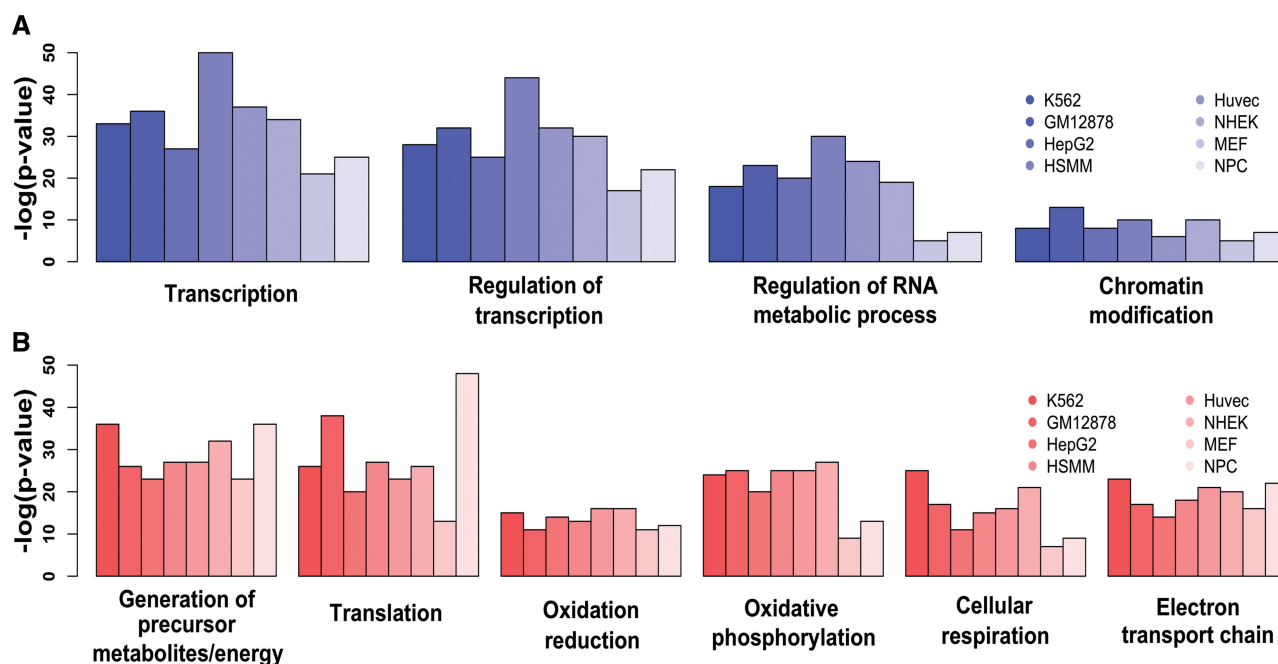 A
-log(p-value)
50
40
30
20
10
0
K562
GM12878
HepG2
HSMM
Huvec
NHEK
MEF
NPC
Transcription
Regulation of
transcription
Regulation of RNA
metabolic process
Chromatin
modification
B
-log(p-value)
50
40
30
20
10
0
K562
GM12878
HepG2
HSMM
Huvec
NHEK
MEF
NPC
Generation of
precursor
metabolites/energy
Translation
Oxidation
reduction
Oxidative
phosphorylation
Cellular
respiration
Electron
transport chain